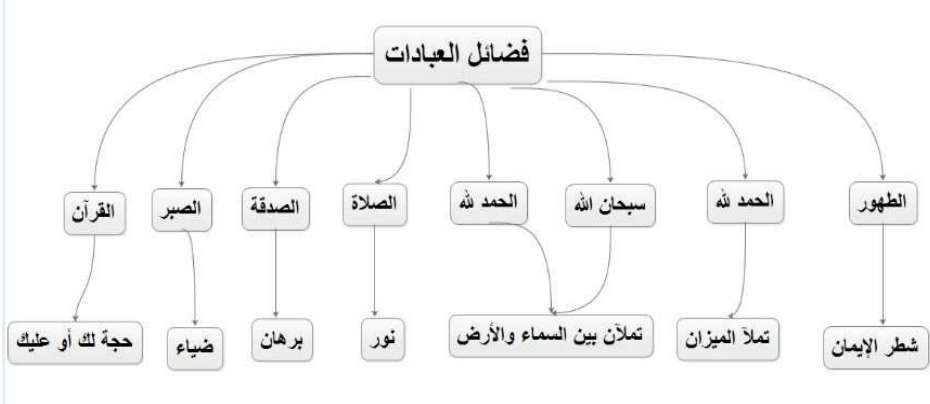 فضائل العبادات
الطهور
الحمد لله
سبحان الله
الحمد لله
الصلاة
الصدقة
الصبر
القرآن
شطر الإيمان
تملآ الميزان
تملآن بين السماء والأرض
نور
برهان
ضياء
حجة لك أو عليك